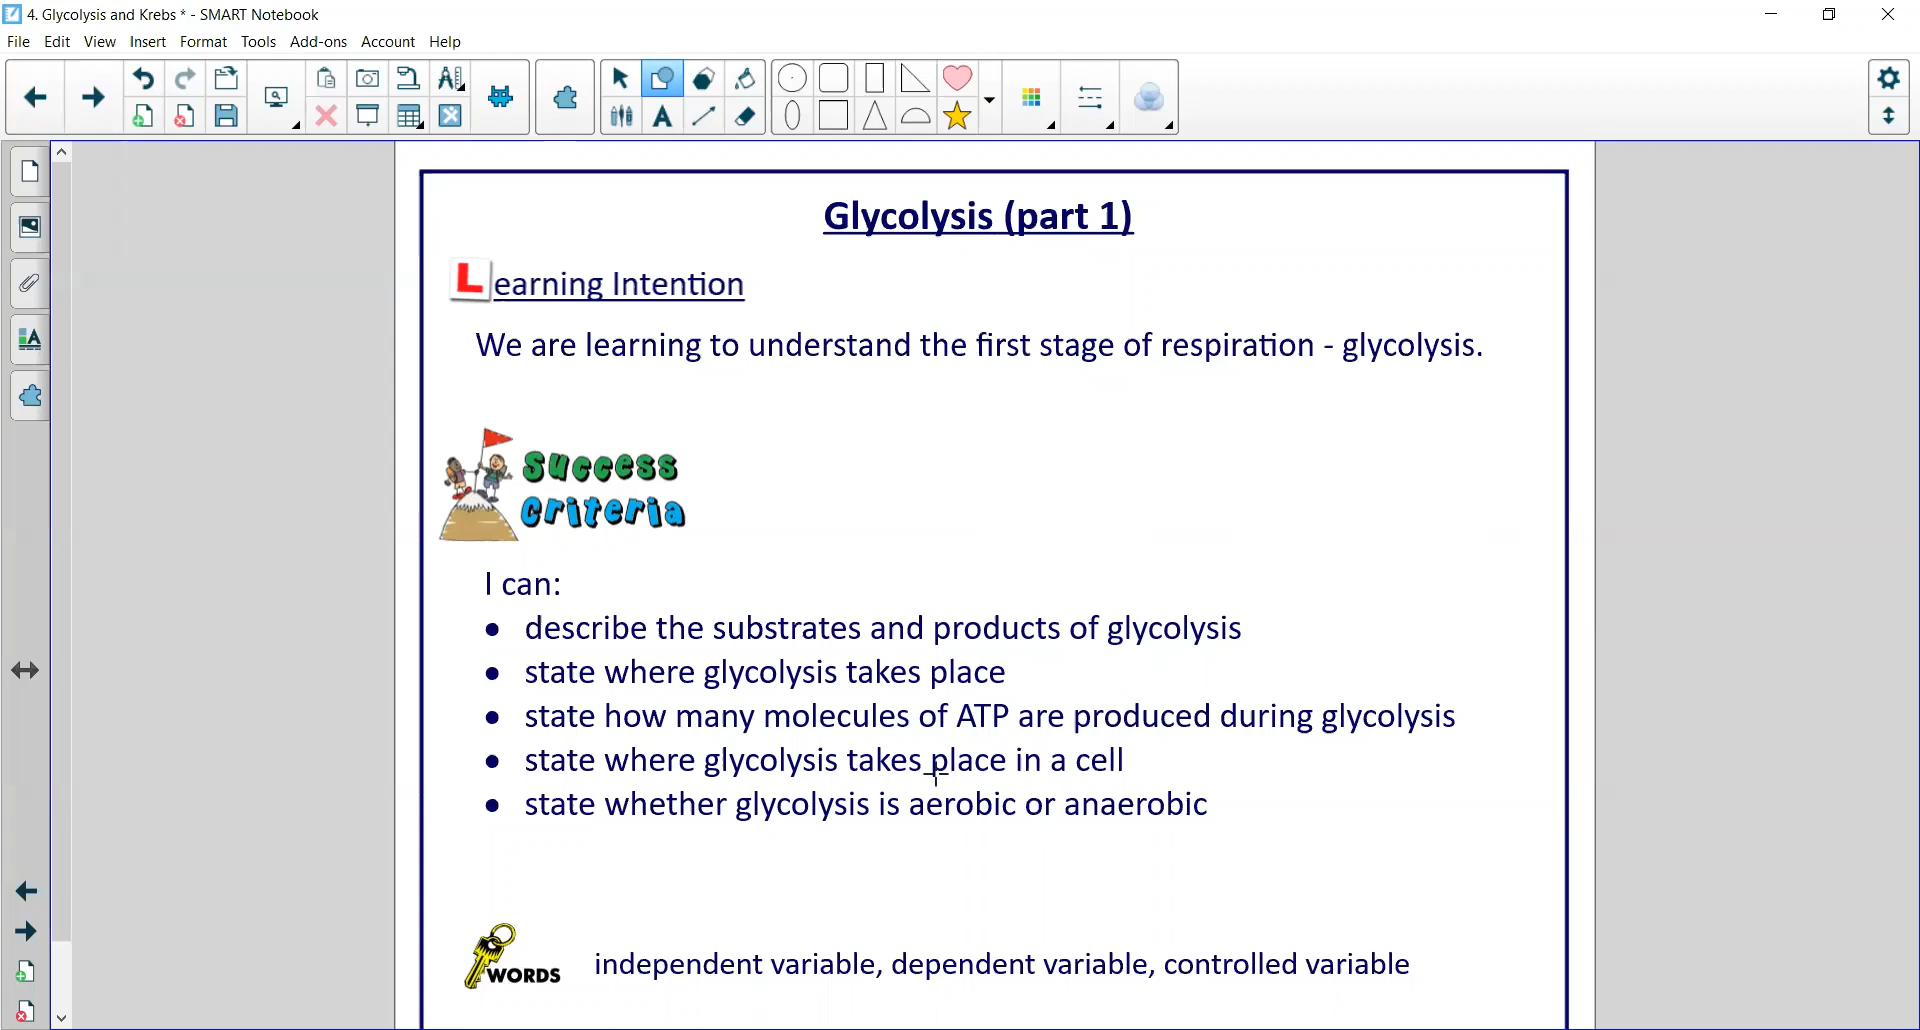 4. Glycolysis and Krebs * - SMART Notebook
File Edit View Insert Format Tools Add-ons Account Help
Glycolysis (part 1)
Learning Intention
We are learning to understand the first stage of respiration - glycolysis.
Success
Criteria
I can:
• describe the substrates and products of glycolysis
• state where glycolysis takes place
• state how many molecules of ATP are produced during glycolysis
• state where glycolysis takes place in a cell
• state whether glycolysis is aerobic or anaerobic
WORDS independent variable, dependent variable, controlled variable